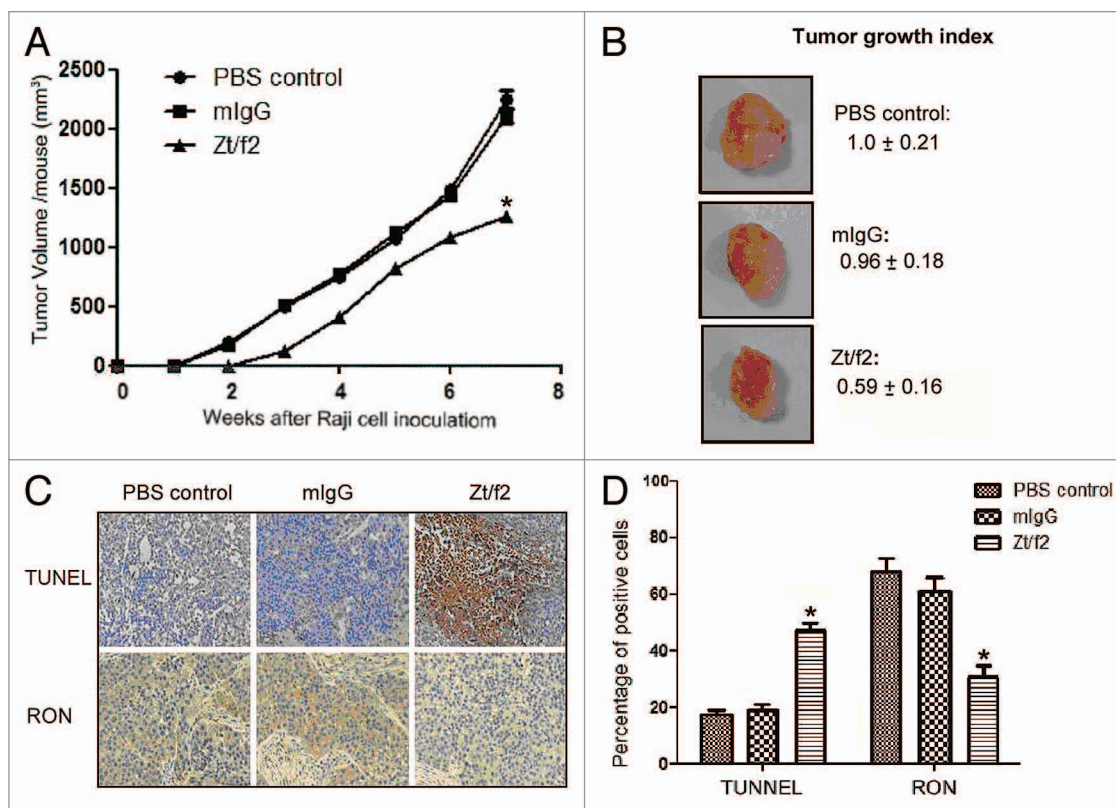 A
PBS control
mIgG
Zt/f2
Tumor Volume /mouse (mm³)
2500
2000
1500
1000
500
0
*
0
2
4
6
8
Weeks after Raji cell inoculatiom
B
Tumor growth index
PBS control:
1.0 ± 0.21
mIgG:
0.96 ± 0.18
Zt/f2:
0.59 ± 0.16
C
PBS control
mIgG
Zt/f2
TUNEL
RON
D
PBS control
mIgG
Zt/f2
Percentage of positive cells
100
80
60
40
20
0
*
*
TUNNEL
RON